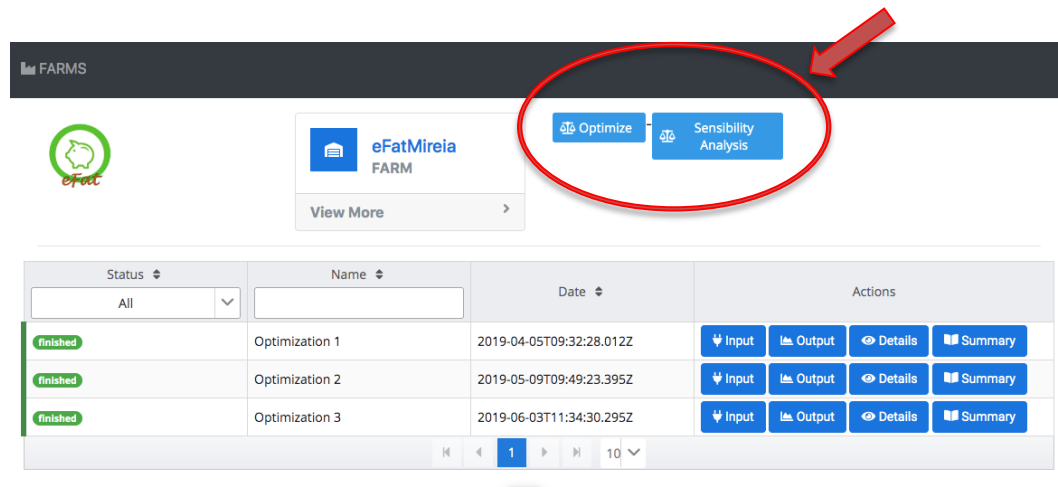 FARMS
eFat
eFatMireia
FARM
View More
Optimize
-
Sensibility
Analysis
Status
Name
Date
Actions
All
finished
Optimization 1
2019-04-05T09:32:28.012Z
Input
Output
Details
Summary
finished
Optimization 2
2019-05-09T09:49:23.395Z
Input
Output
Details
Summary
finished
Optimization 3
2019-06-03T11:34:30.295Z
Input
Output
Details
Summary
1
10